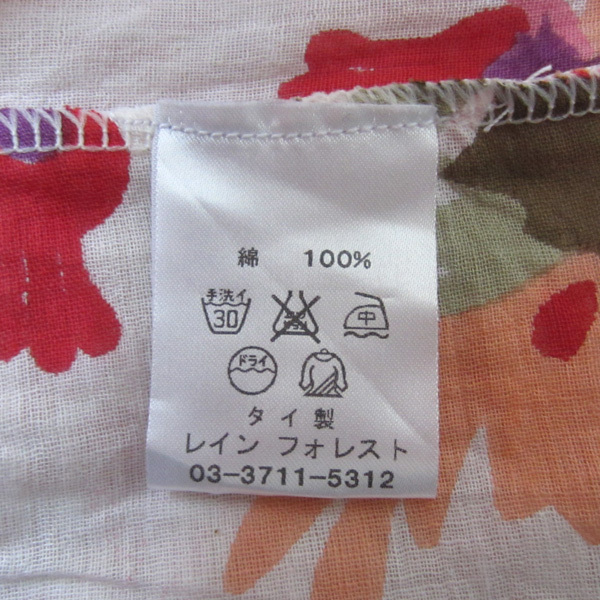 綿 100%
手洗イ
30 中
ドライ
タイ製
レイン フォレスト
03-3711-5312